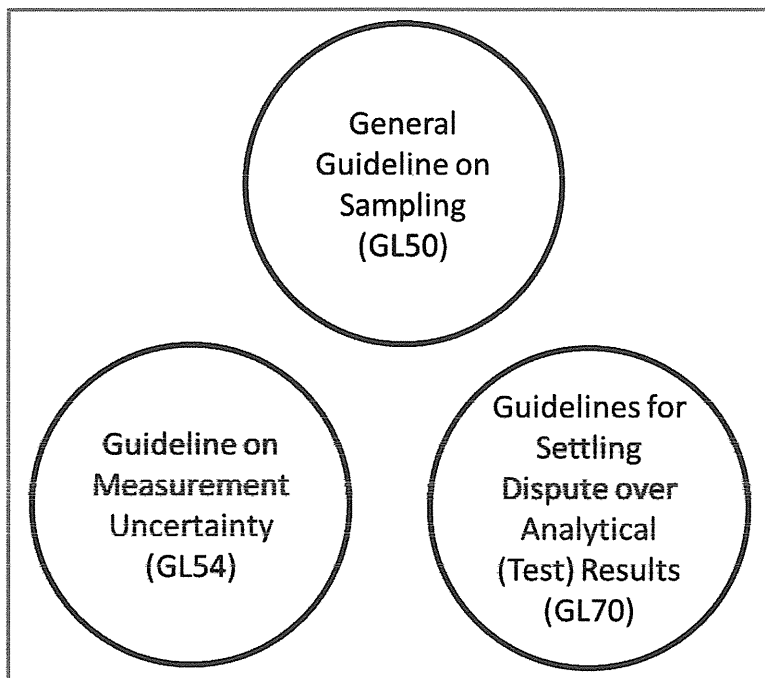 General
Guideline on
Sampling
(GL50)
Guideline on
Measurement
Uncertainty
(GL54)
Guidelines for
Settling
Dispute over
Analytical
(Test) Results
(GL70)